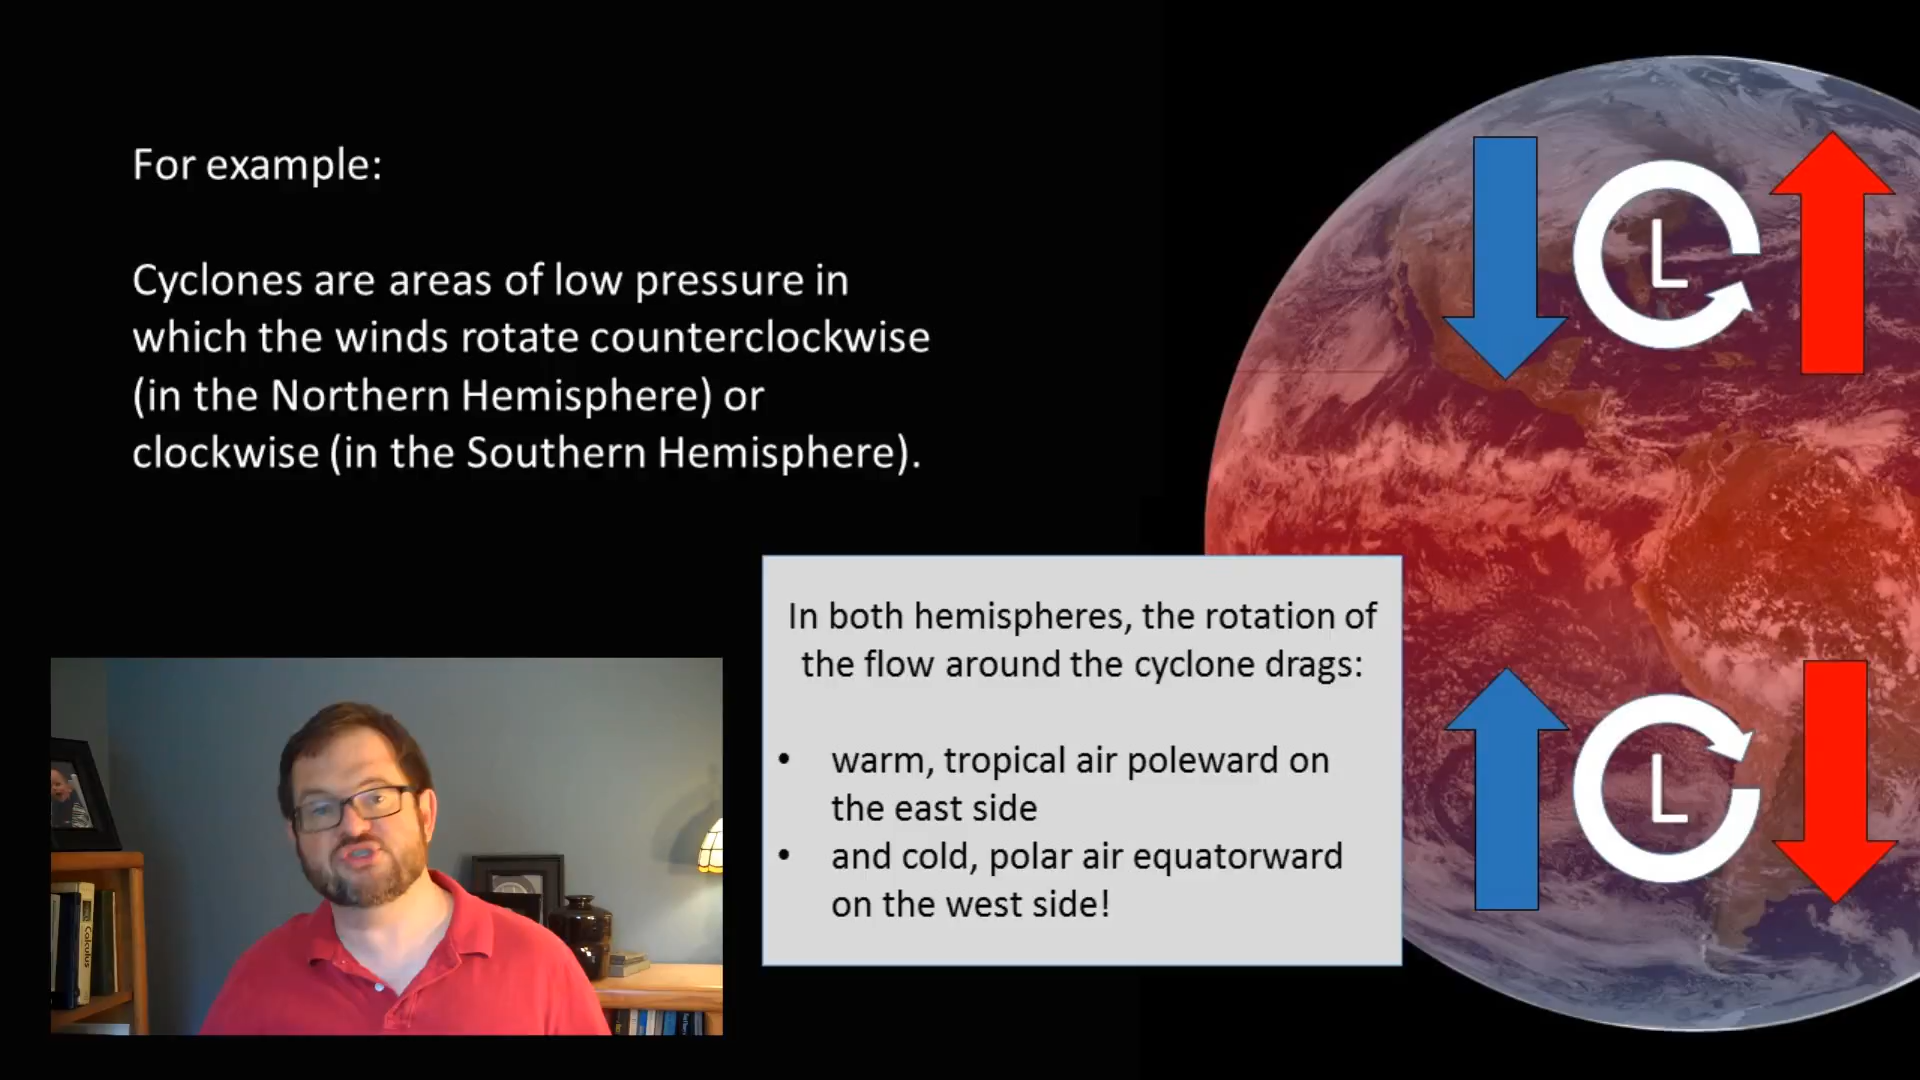 For example:
Cyclones are areas of low pressure in
which the winds rotate counterclockwise
(in the Northern Hemisphere) or
clockwise (in the Southern Hemisphere).
L
In both hemispheres, the rotation of
the flow around the cyclone drags:
• warm, tropical air poleward on
the east side
• and cold, polar air equatorward
on the west side!
L
Calculus